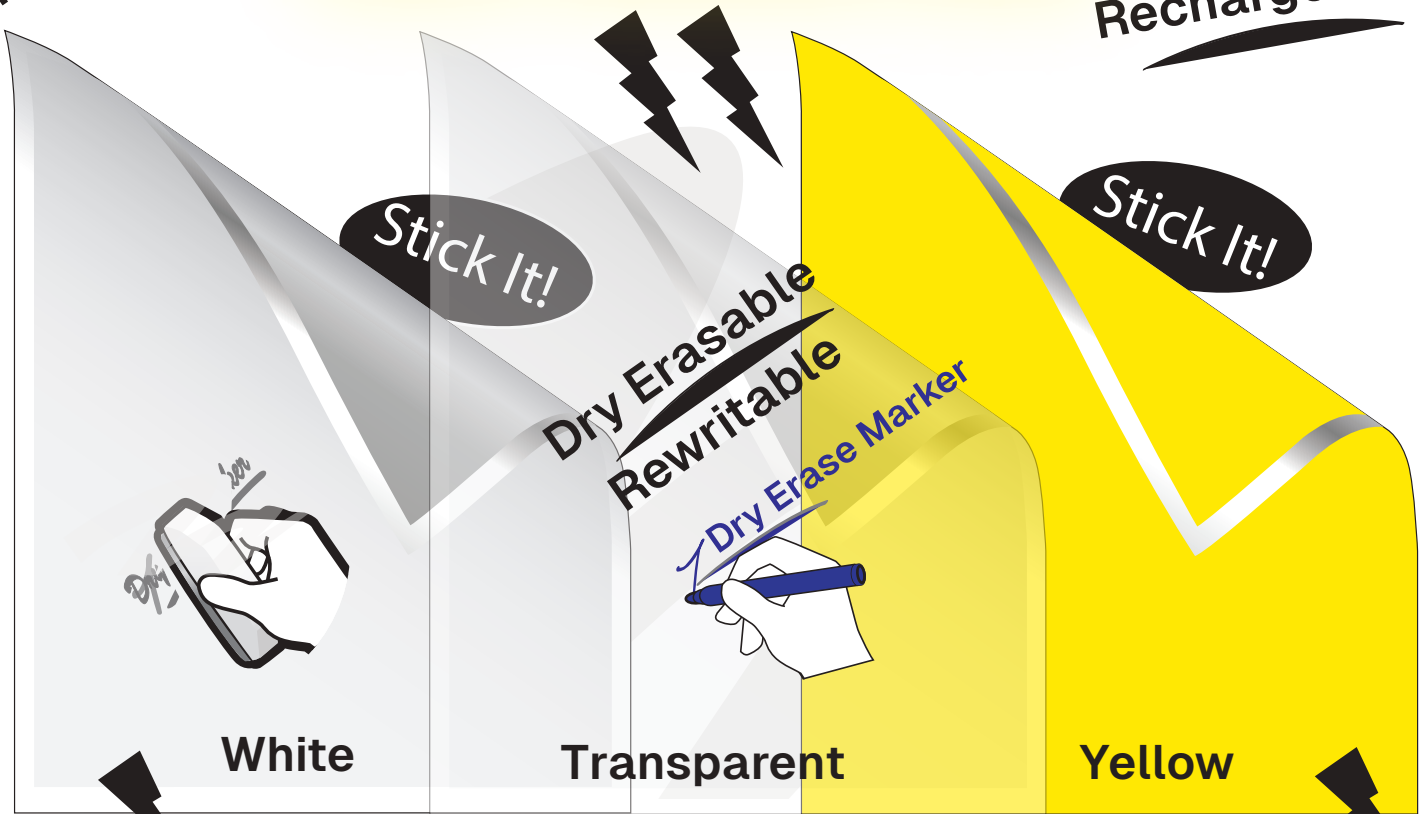 Stick It!
Stick It!
Dry Erasable
Rewritable
Dry Erase Marker
White
Transparent
Yellow